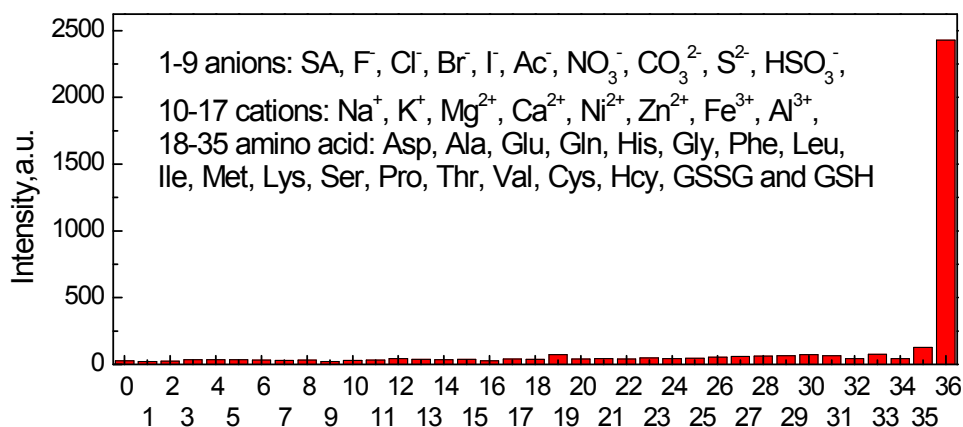 2500
2000
1500
1000
500
0
Intensity,a.u.
1-9 anions: SA, F⁻, Cl⁻, Br⁻, I⁻, Ac⁻, NO₃⁻, CO₃²⁻, S²⁻, HSO₃⁻,
10-17 cations: Na⁺, K⁺, Mg²⁺, Ca²⁺, Ni²⁺, Zn²⁺, Fe³⁺, Al³⁺,
18-35 amino acid: Asp, Ala, Glu, Gln, His, Gly, Phe, Leu,
Ile, Met, Lys, Ser, Pro, Thr, Val, Cys, Hcy, GSSG and GSH
0 2 4 6 8 10 12 14 16 18 20 22 24 26 28 30 32 34 36
1 3 5 7 9 11 13 15 17 19 21 23 25 27 29 31 33 35